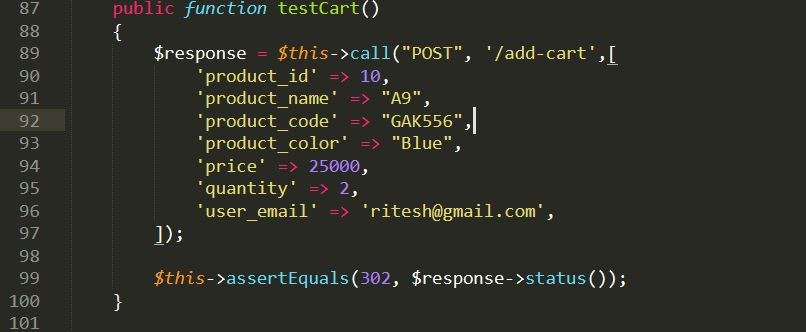 87 public function testCart()
88 {
89 $response = $this->call("POST", '/add-cart',[
90 'product_id' => 10,
91 'product_name' => "A9",
92 'product_code' => "GAK556",
93 'product_color' => "Blue",
94 'price' => 25000,
95 'quantity' => 2,
96 'user_email' => 'ritesh@gmail.com',
97 ]);
98
99 $this->assertEquals(302, $response->status());
100 }
101